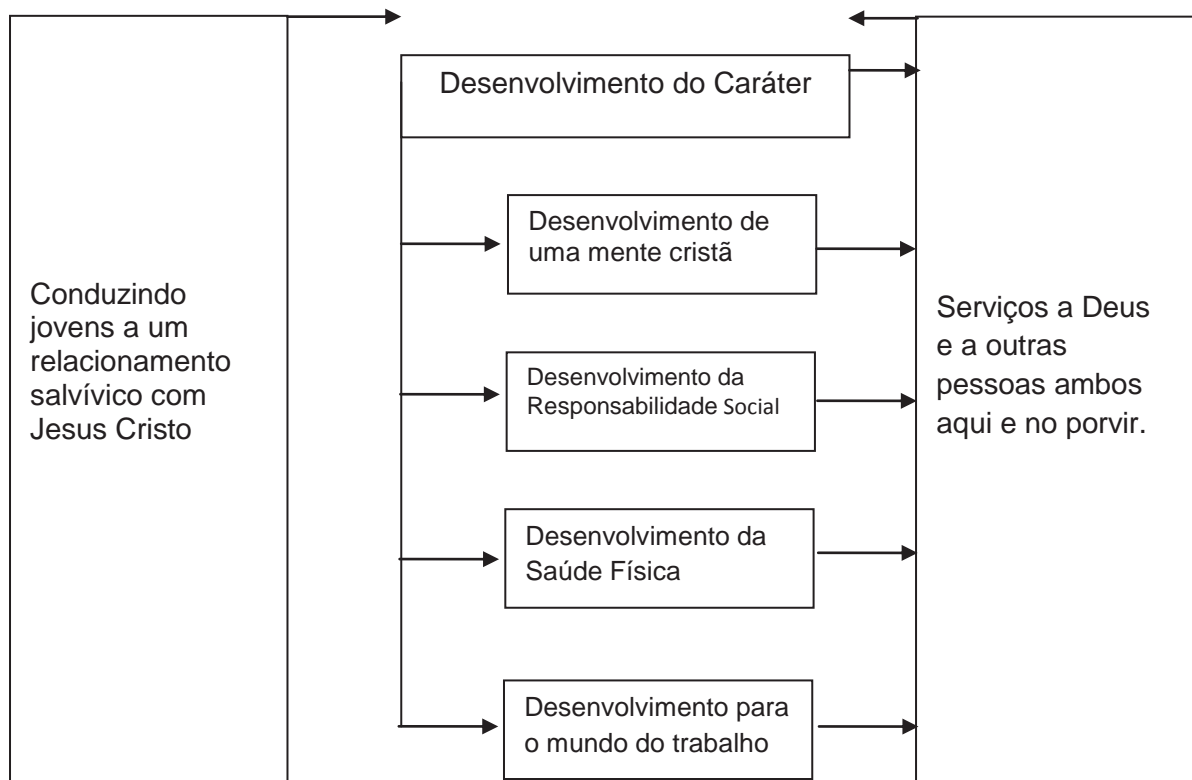 Conduzindo
jovens a um
relacionamento
salvívico com
Jesus Cristo
Desenvolvimento do Caráter
Desenvolvimento de
uma mente cristã
Desenvolvimento da
Responsabilidade Social
Desenvolvimento da
Saúde Física
Desenvolvimento para
o mundo do trabalho
Serviços a Deus
e a outras
pessoas ambos
aqui e no porvir.